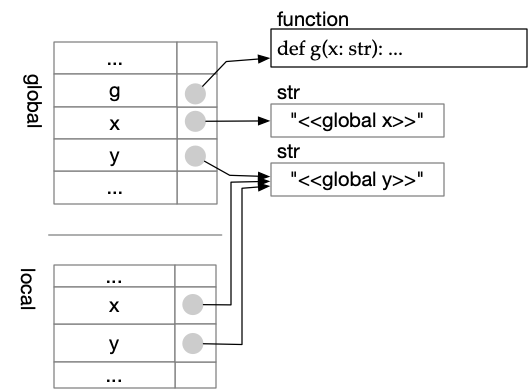 function
def g(x: str): ...
global
...
g
x
y
...
str
"<<global x>>"
str
"<<global y>>"
local
...
x
y
...